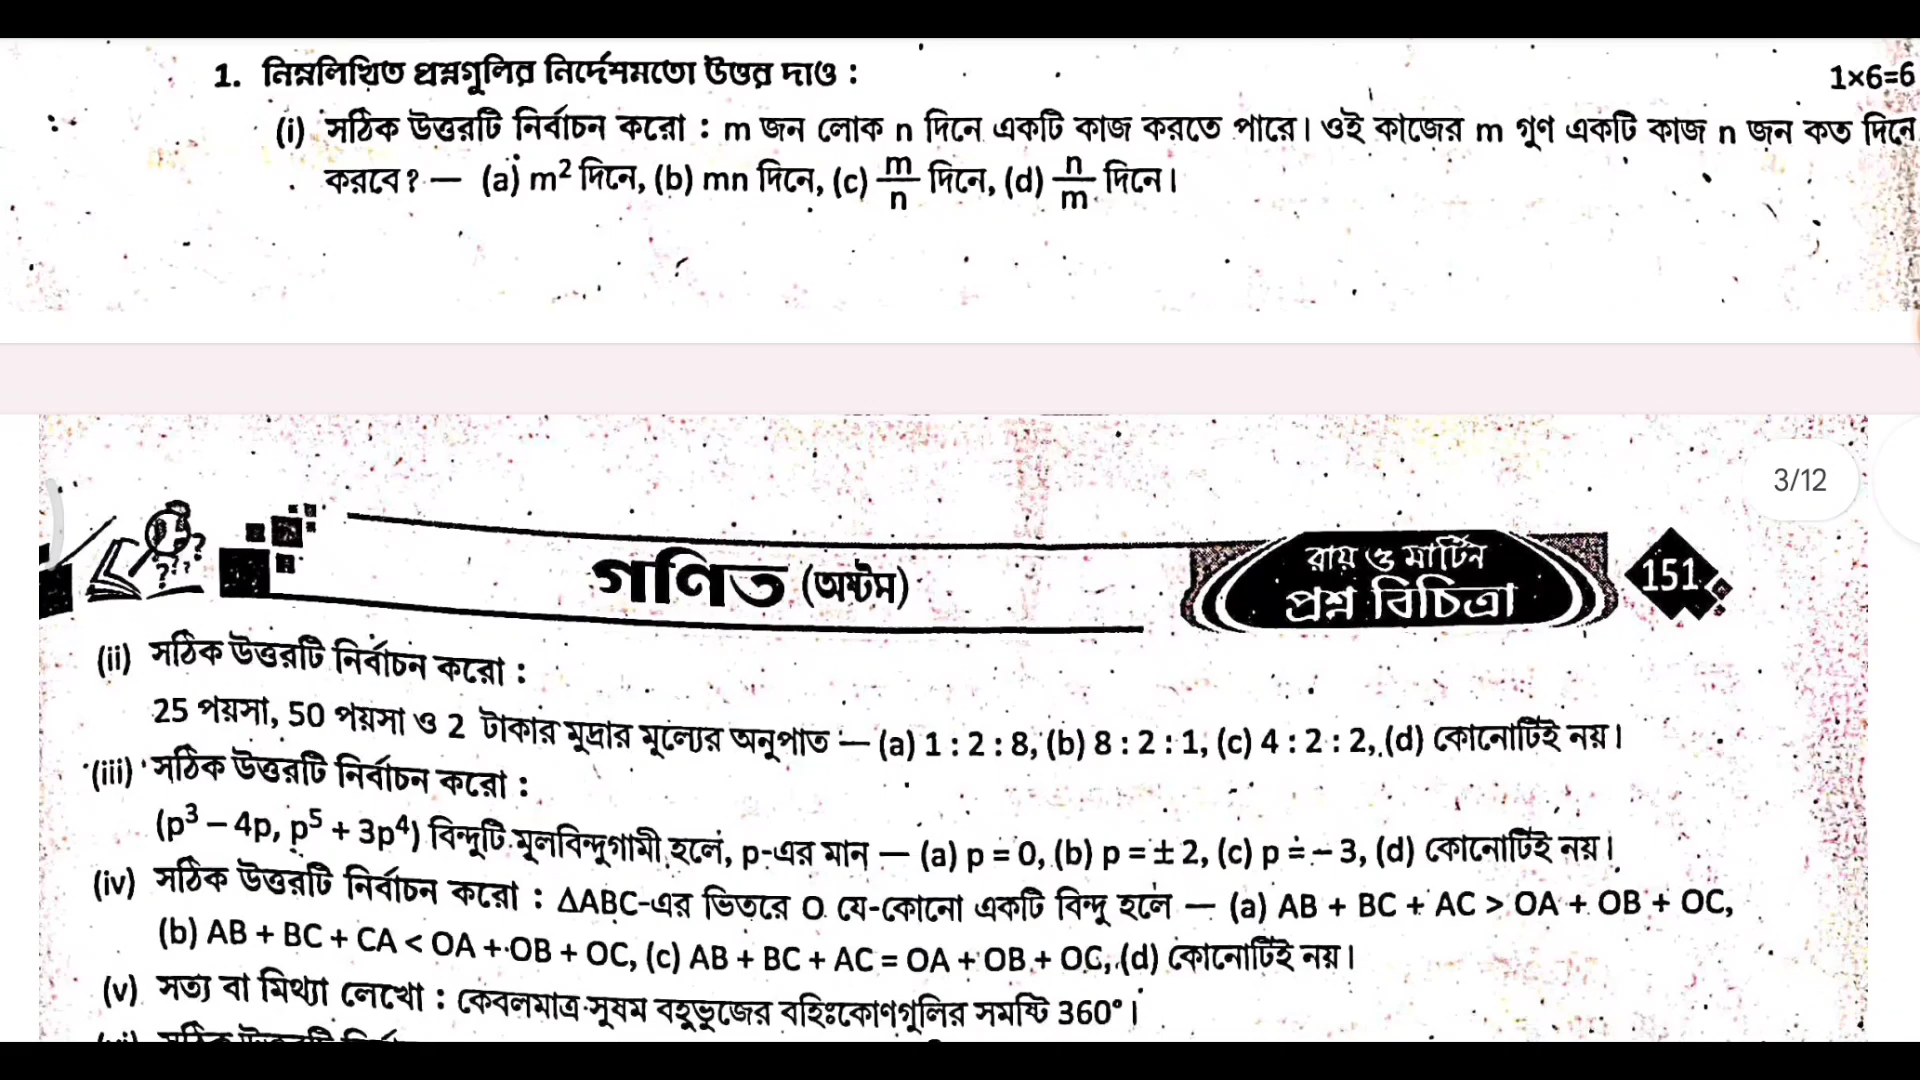 1. নিম্নলিখিত প্রশ্নগুলির নির্দেশমতো উত্তর দাও : 1×6=6
(i) সঠিক উত্তরটি নির্বাচন করো : m জন লোক n দিনে একটি কাজ করতে পারে। ওই কাজের m গুণ একটি কাজ n জন কত দিনে
করবে? — (a) m² দিনে, (b) mn দিনে, (c) m/n দিনে, (d) n/m দিনে।
3/12
গণিত (অষ্টম)
রায় ও মার্টিন
প্রশ্ন বিচিত্রা
151
(ii) সঠিক উত্তরটি নির্বাচন করো :
25 পয়সা, 50 পয়সা ও 2 টাকার মুদ্রার মূল্যের অনুপাত — (a) 1 : 2 : 8, (b) 8 : 2 : 1, (c) 4 : 2 : 2, (d) কোনোটিই নয়।
(iii) সঠিক উত্তরটি নির্বাচন করো :
(p³ – 4p, p⁵ + 3p⁴) বিন্দুটি মূলবিন্দুগামী হলে, p-এর মান — (a) p = 0, (b) p = ± 2, (c) p = – 3, (d) কোনোটিই নয়।
(iv) সঠিক উত্তরটি নির্বাচন করো : ΔABC-এর ভিতরে O যে-কোনো একটি বিন্দু হলে — (a) AB + BC + AC > OA + OB + OC,
(b) AB + BC + CA < OA + OB + OC, (c) AB + BC + AC = OA + OB + OC, (d) কোনোটিই নয়।
(v) সত্য বা মিথ্যা লেখো : কেবলমাত্র সুষম বহুভুজের বহিঃকোণগুলির সমষ্টি 360°।